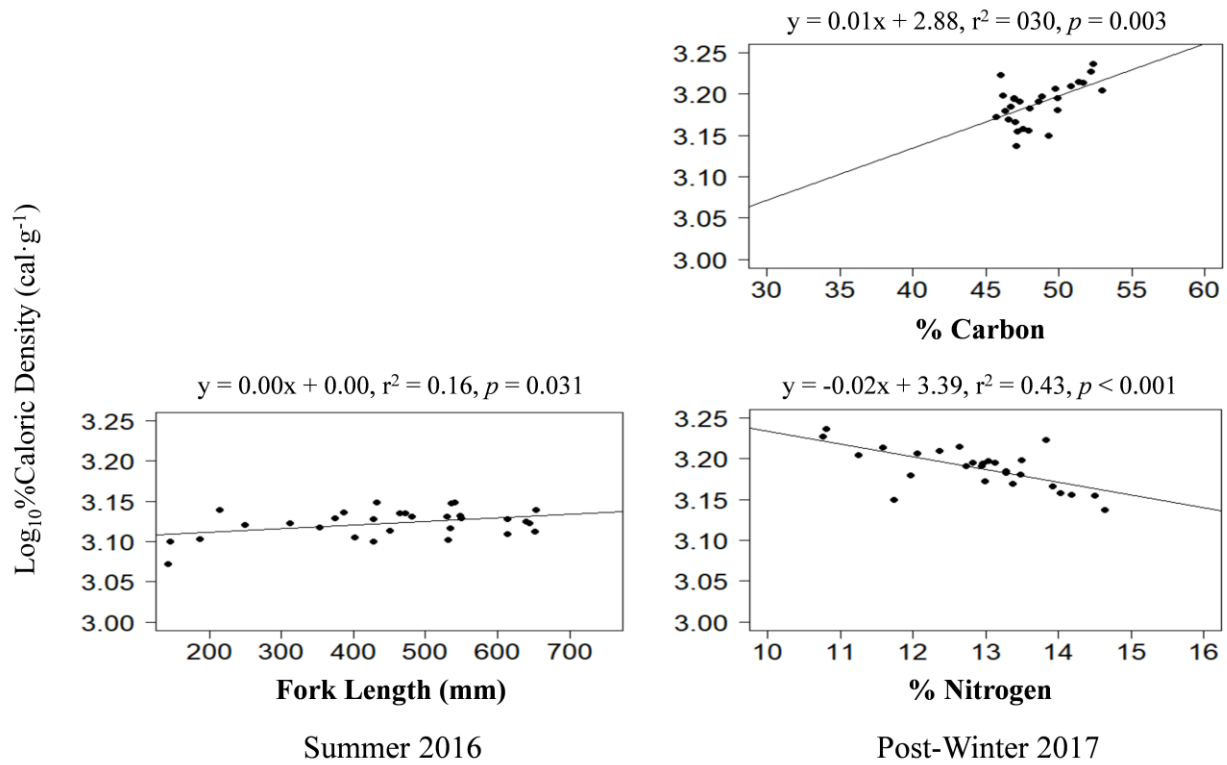 y = 0.01x + 2.88, r² = 030, p = 0.003
3.25
3.20
3.15
3.10
3.05
3.00
30 35 40 45 50 55 60
% Carbon
Log₁₀%Caloric Density (cal·g⁻¹)
y = 0.00x + 0.00, r² = 0.16, p = 0.031
3.25
3.20
3.15
3.10
3.05
3.00
200 300 400 500 600 700
Fork Length (mm)
Summer 2016
y = -0.02x + 3.39, r² = 0.43, p < 0.001
3.25
3.20
3.15
3.10
3.05
3.00
10 11 12 13 14 15 16
% Nitrogen
Post-Winter 2017